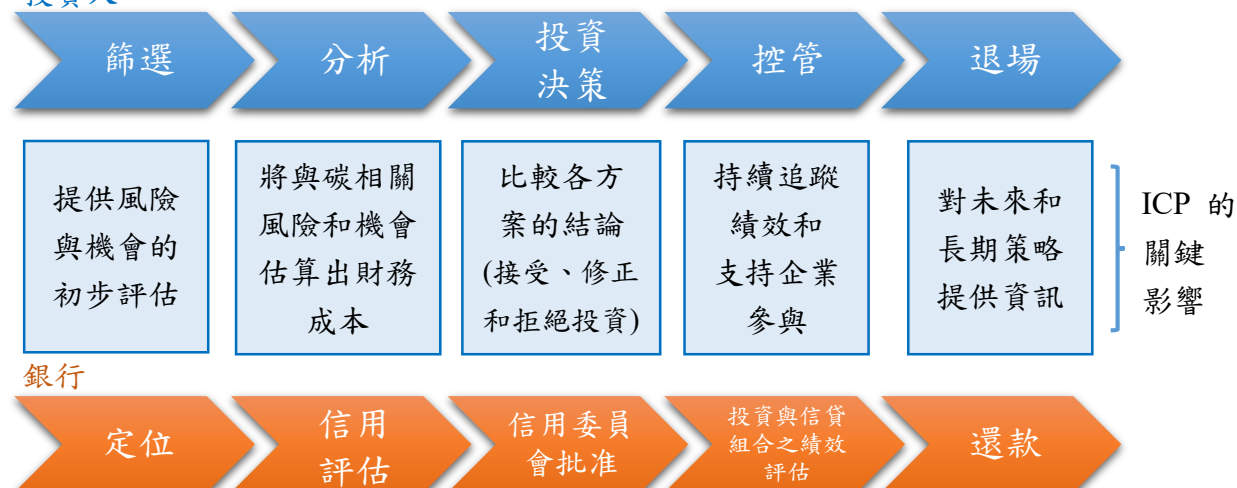 投資人
篩選
分析
投資
決策
控管
退場
提供風險
與機會的
初步評估
將與碳相關
風險和機會
估算出財務
成本
比較各方
案的結論
(接受、修正
和拒絕投資)
持續追蹤
績效和
支持企業
參與
對未來和
長期策略
提供資訊
ICP 的
關鍵
影響
銀行
定位
信用
評估
信用委員
會批准
投資與信貸
組合之績效
評估
還款